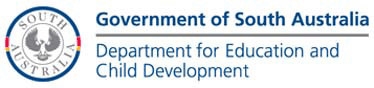 SOUTH
AUSTRALIA
Government of South Australia
Department for Education and
Child Development